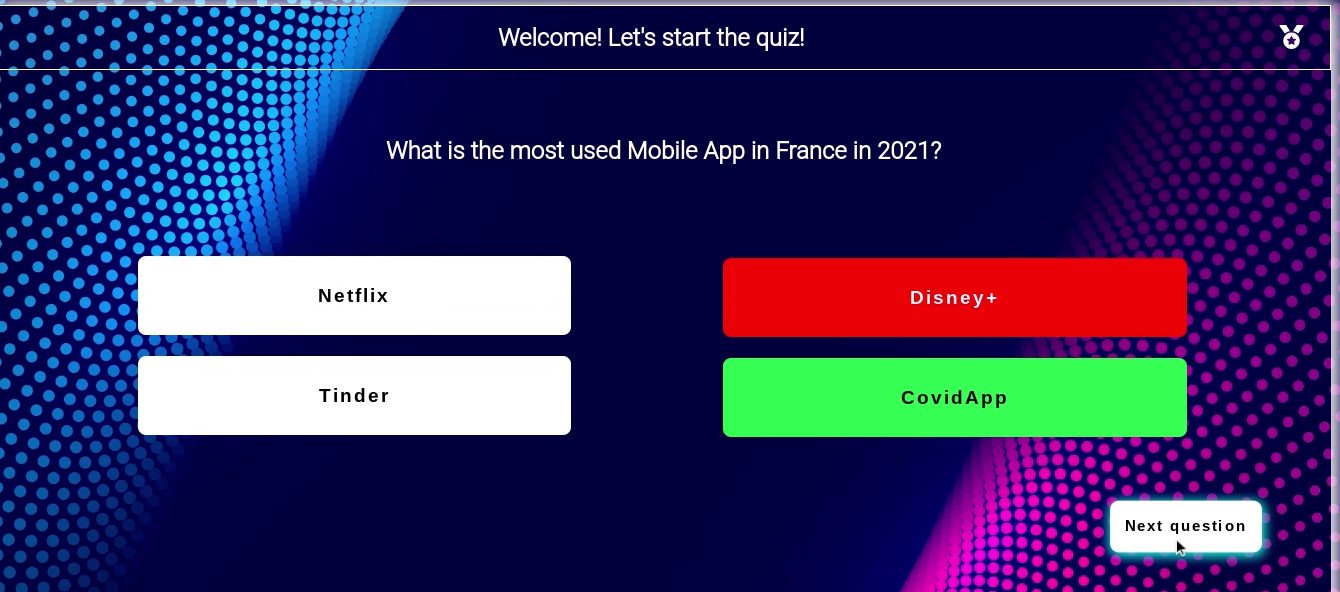 Welcome! Let's start the quiz!
What is the most used Mobile App in France in 2021?
Netflix
Disney+
Tinder
CovidApp
Next question